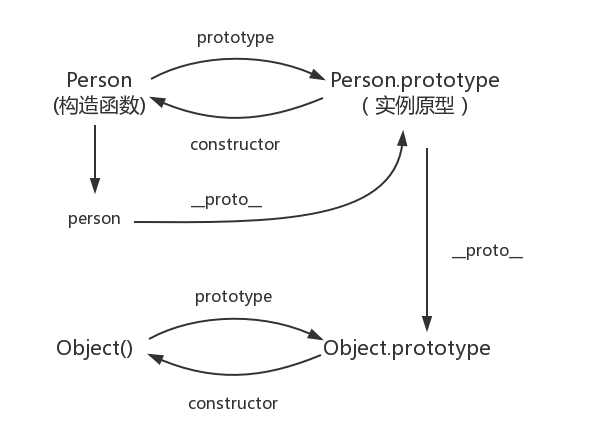 prototype
Person
(构造函数)
Person.prototype
( 实例原型 )
constructor
person
__proto__
__proto__
prototype
Object()
Object.prototype
constructor